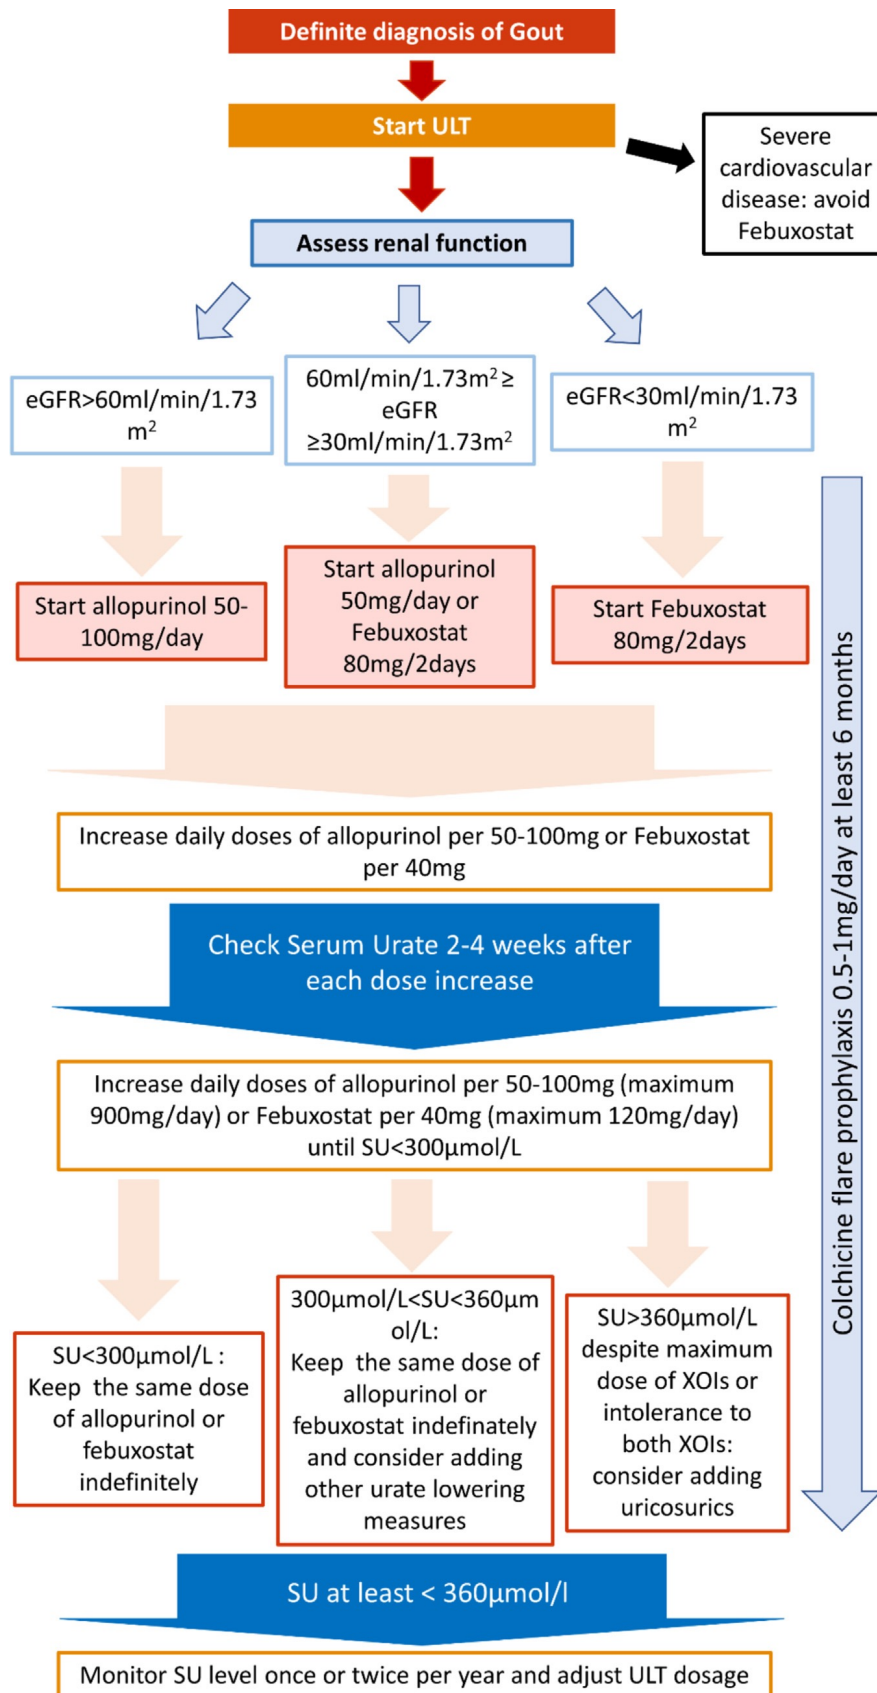 Definite diagnosis of Gout
Start ULT
Severe
cardiovascular
disease: avoid
Febuxostat
Assess renal function
eGFR>60ml/min/1.73
m²
60ml/min/1.73m² ≥
eGFR
≥30ml/min/1.73m²
eGFR<30ml/min/1.73
m²
Start allopurinol 50-
100mg/day
Start allopurinol
50mg/day or
Febuxostat
80mg/2days
Start Febuxostat
80mg/2days
Increase daily doses of allopurinol per 50-100mg or Febuxostat
per 40mg
Check Serum Urate 2-4 weeks after
each dose increase
Increase daily doses of allopurinol per 50-100mg (maximum
900mg/day) or Febuxostat per 40mg (maximum 120mg/day)
until SU<300µmol/L
SU<300µmol/L :
Keep the same dose
of allopurinol or
febuxostat
indefinitely
300µmol/L<SU<360µm
ol/L:
Keep the same dose of
allopurinol or
febuxostat indefinately
and consider adding
other urate lowering
measures
SU>360µmol/L
despite maximum
dose of XOIs or
intolerance to
both XOIs:
consider adding
uricosurics
Colchicine flare prophylaxis 0.5-1mg/day at least 6 months
SU at least < 360µmol/l
Monitor SU level once or twice per year and adjust ULT dosage